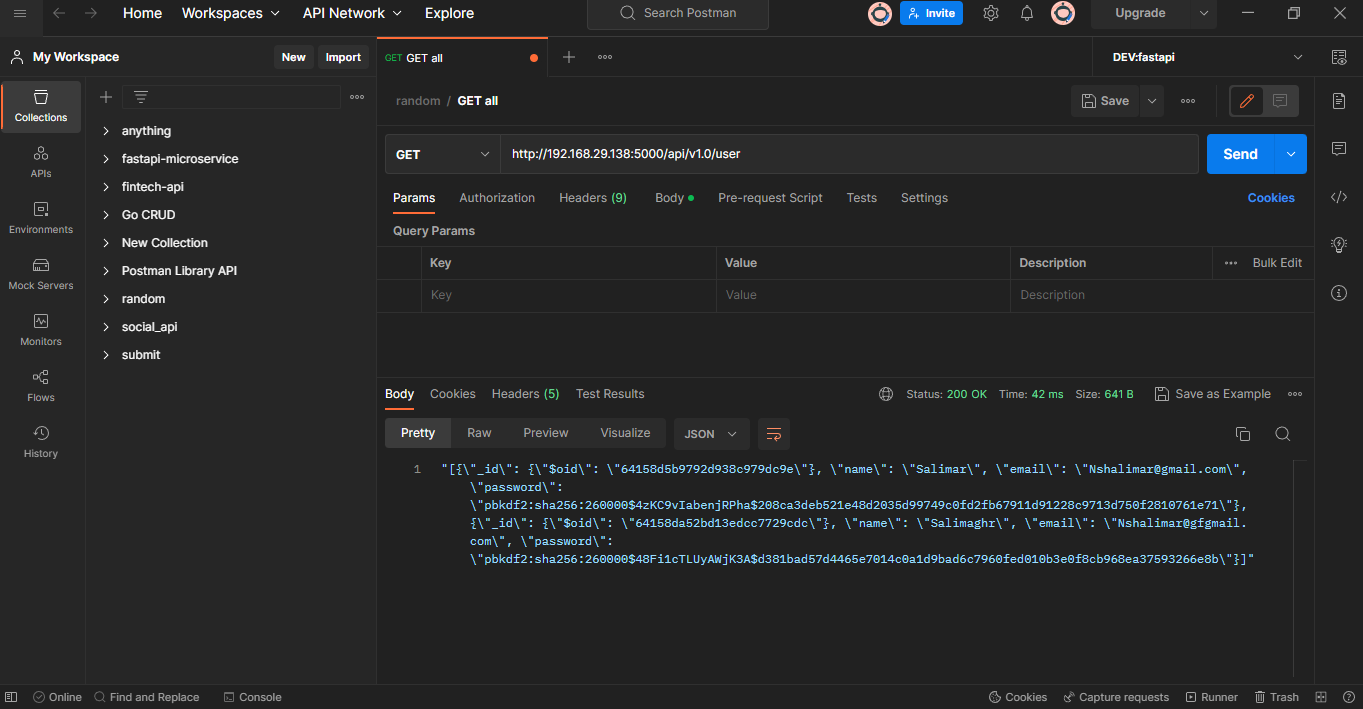 Home Workspaces API Network Explore Search Postman Invite Upgrade
My Workspace New Import GET GET all DEV:fastapi
random / GET all Save
Collections
APIs
Environments
Mock Servers
Monitors
Flows
History
anything
fastapi-microservice
fintech-api
Go CRUD
New Collection
Postman Library API
random
social_api
submit
GET http://192.168.29.138:5000/api/v1.0/user Send
Params Authorization Headers (9) Body Pre-request Script Tests Settings Cookies
Query Params
Key Value Description Bulk Edit
Key Value Description
Body Cookies Headers (5) Test Results Status: 200 OK Time: 42 ms Size: 641 B Save as Example
Pretty Raw Preview Visualize JSON
1 "[{\"_id\": {\"$oid\": \"64158d5b9792d938c979dc9e\"}, \"name\": \"Salimar\", \"email\": \"Nshalimar@gmail.com\",
\"password\":
\"pbkdf2:sha256:260000$4zKC9vIabenjRPha$208ca3deb521e48d2035d99749c0fd2fb67911d91228c9713d750f2810761e71\"},
{\"_id\": {\"$oid\": \"64158da52bd13edcc7729cdc\"}, \"name\": \"Salimaghr\", \"email\": \"Nshalimar@gfgmail.
com\", \"password\":
\"pbkdf2:sha256:260000$48Fi1cTLUyAWjK3A$d381bad57d4465e7014c0a1d9bad6c7960fed010b3e0f8cb968ea37593266e8b\"}]"
Online Find and Replace Console Cookies Capture requests Runner Trash